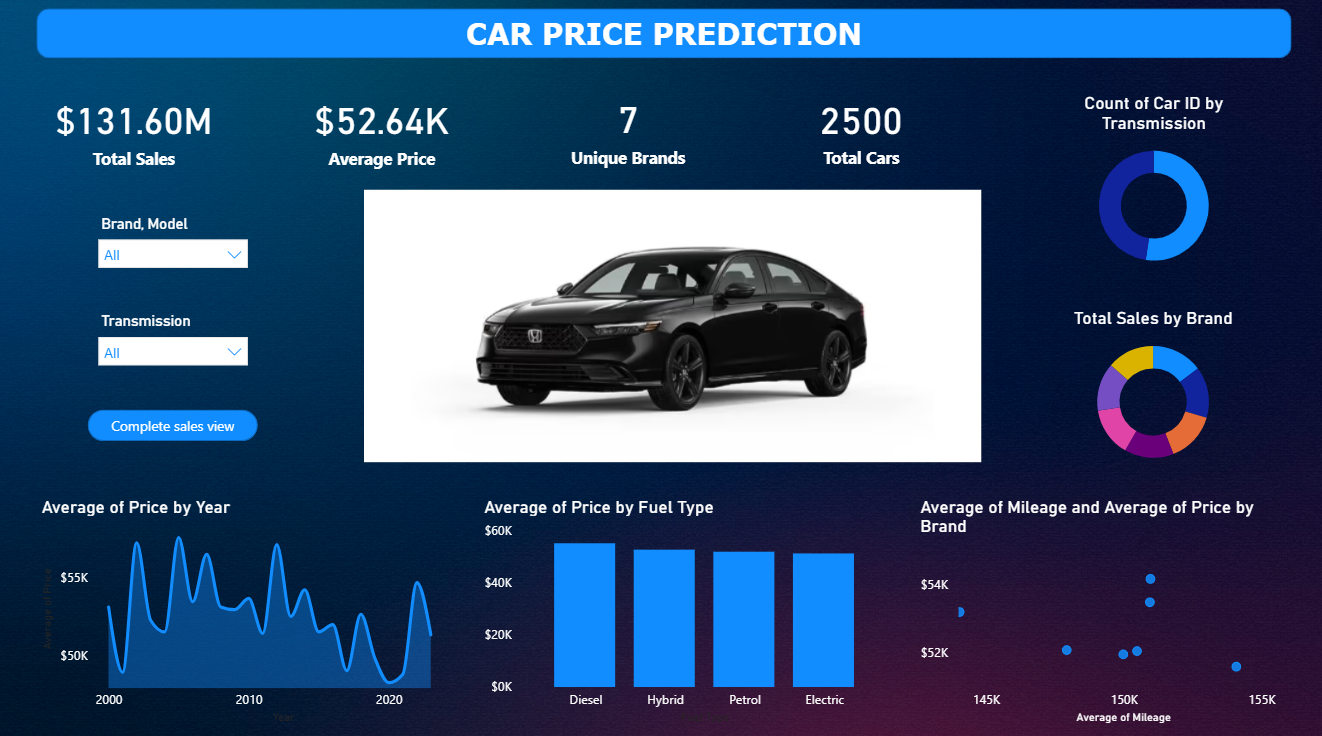 CAR PRICE PREDICTION
$131.60M
Total Sales
$52.64K
Average Price
7
Unique Brands
2500
Total Cars
Count of Car ID by
Transmission
Brand, Model
All
Transmission
All
Complete sales view
Total Sales by Brand
Average of Price by Year
Average of Price
$55K
$50K
2000
2010
2020
Year
Average of Price by Fuel Type
$60K
$40K
$20K
$0K
Diesel
Hybrid
Petrol
Electric
Average of Mileage and Average of Price by
Brand
$54K
$52K
145K
150K
155K
Average of Mileage